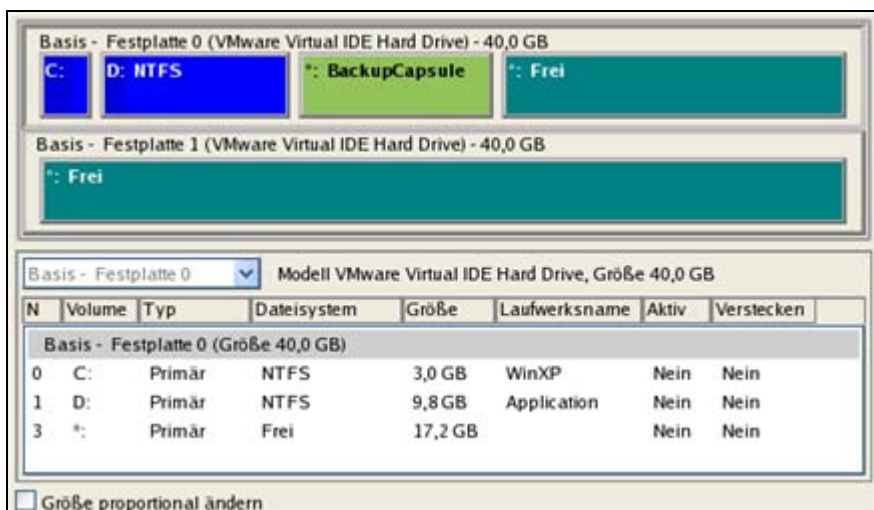 Basis - Festplatte 0 (VMware Virtual IDE Hard Drive) - 40,0 GB
C: D: NTFS *: BackupCapsule *: Frei
Basis - Festplatte 1 (VMware Virtual IDE Hard Drive) - 40,0 GB
*: Frei
Basis - Festplatte 0 Modell VMware Virtual IDE Hard Drive, Größe 40,0 GB
N Volume Typ Dateisystem Größe Laufwerksname Aktiv Verstecken
Basis - Festplatte 0 (Größe 40,0 GB)
0 C: Primär NTFS 3,0 GB WinXP Nein Nein
1 D: Primär NTFS 9,8 GB Application Nein Nein
3 *: Primär Frei 17,2 GB Nein Nein
Größe proportional ändern